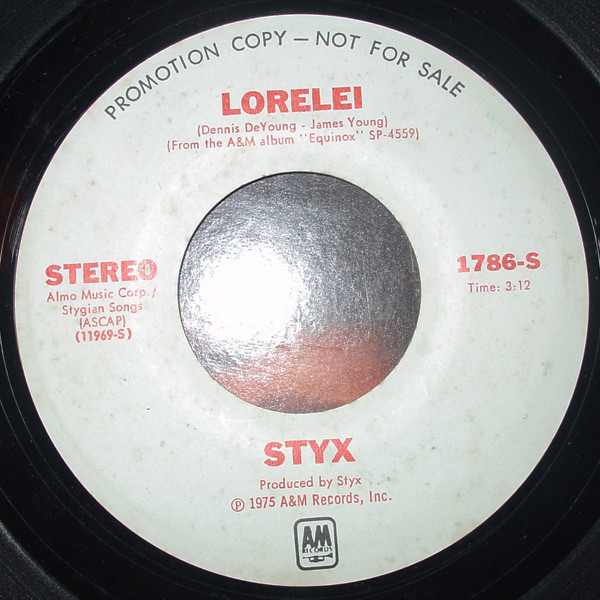 PROMOTION COPY — NOT FOR SALE
LORELEI
(Dennis DeYoung - James Young)
(From the A&M album "Equinox" SP-4559)
STEREO
Almo Music Corp./
Stygian Songs
(ASCAP)
(11969-S)
1786-S
Time: 3:12
STYX
Produced by Styx
℗ 1975 A&M Records, Inc.
AM
RECORDS